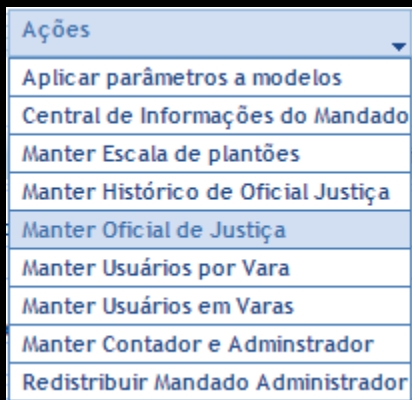 Ações
Aplicar parâmetros a modelos
Central de Informações do Mandado
Manter Escala de plantões
Manter Histórico de Oficial Justiça
Manter Oficial de Justiça
Manter Usuários por Vara
Manter Usuários em Varas
Manter Contador e Adminstrador
Redistribuir Mandado Administrador